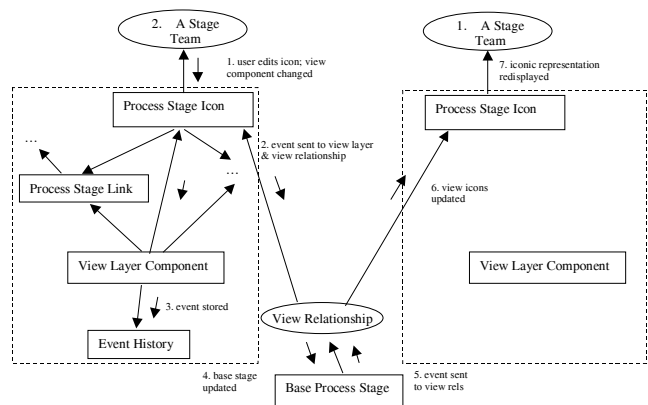 2. A Stage
Team
1. A Stage
Team
1. user edits icon; view
component changed
7. iconic representation
redisplayed
Process Stage Icon
Process Stage Icon
...
2. event sent to view layer
& view relationship
...
Process Stage Link
6. view icons
updated
View Layer Component
View Layer Component
3. event stored
View Relationship
Event History
4. base stage
updated
5. event sent
to view rels
Base Process Stage